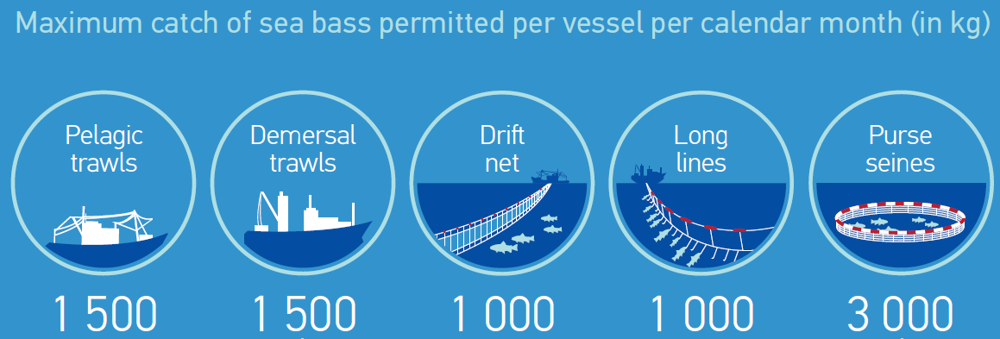 Maximum catch of sea bass permitted per vessel per calendar month (in kg)
Pelagic
trawls
Demersal
trawls
Drift
net
Long
lines
Purse
seines
1 500
1 500
1 000
1 000
3 000